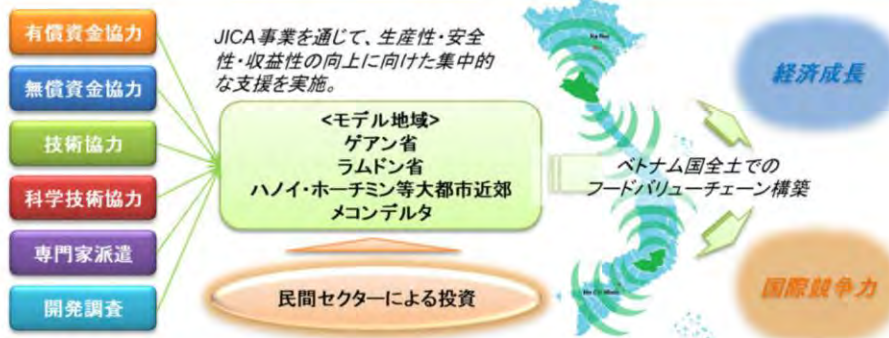 有償資金協力
無償資金協力
技術協力
科学技術協力
専門家派遣
開発調査
JICA事業を通じて、生産性・安全
性・収益性の向上に向けた集中的
な支援を実施。
<モデル地域>
ゲアン省
ラムドン省
ハノイ・ホーチミン等大都市近郊
メコンデルタ
民間セクターによる投資
ベトナム国全土での
フードバリューチェーン構築
経済成長
国際競争力